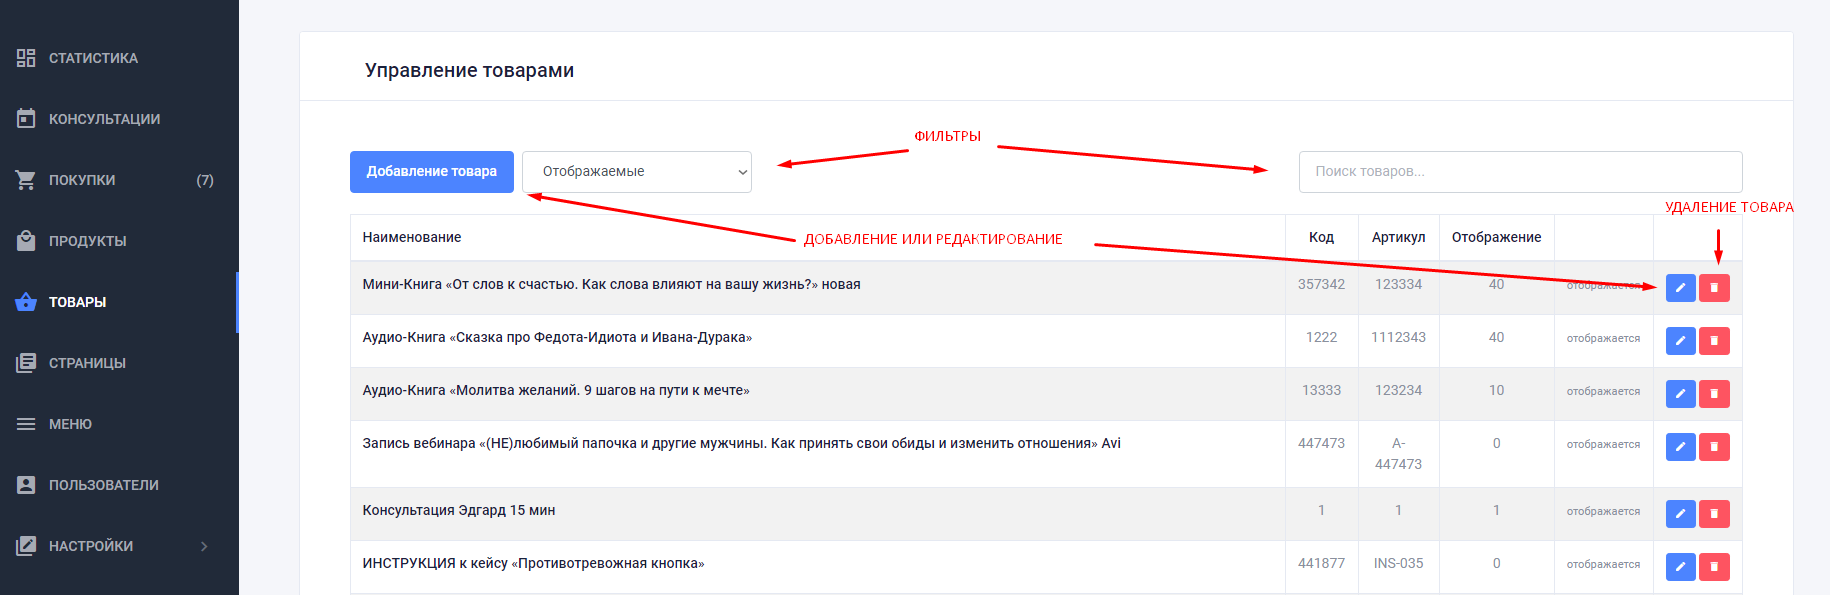 СТАТИСТИКА
КОНСУЛЬТАЦИИ
ПОКУПКИ (7)
ПРОДУКТЫ
ТОВАРЫ
СТРАНИЦЫ
МЕНЮ
ПОЛЬЗОВАТЕЛИ
НАСТРОЙКИ
Управление товарами
ФИЛЬТРЫ
Добавление товара Отображаемые Поиск товаров...
УДАЛЕНИЕ ТОВАРА
ДОБАВЛЕНИЕ ИЛИ РЕДАКТИРОВАНИЕ
Наименование Код Артикул Отображение
Мини-Книга «От слов к счастью. Как слова влияют на вашу жизнь?» новая 357342 123334 40 отображается
Аудио-Книга «Сказка про Федота-Идиота и Ивана-Дурака» 1222 1112343 40 отображается
Аудио-Книга «Молитва желаний. 9 шагов на пути к мечте» 13333 123234 10 отображается
Запись вебинара «(НЕ)любимый папочка и другие мужчины. Как принять свои обиды и изменить отношения» Avi 447473 A- 0 отображается
447473
Консультация Эдгард 15 мин 1 1 1 отображается
ИНСТРУКЦИЯ к кейсу «Противотревожная кнопка» 441877 INS-035 0 отображается